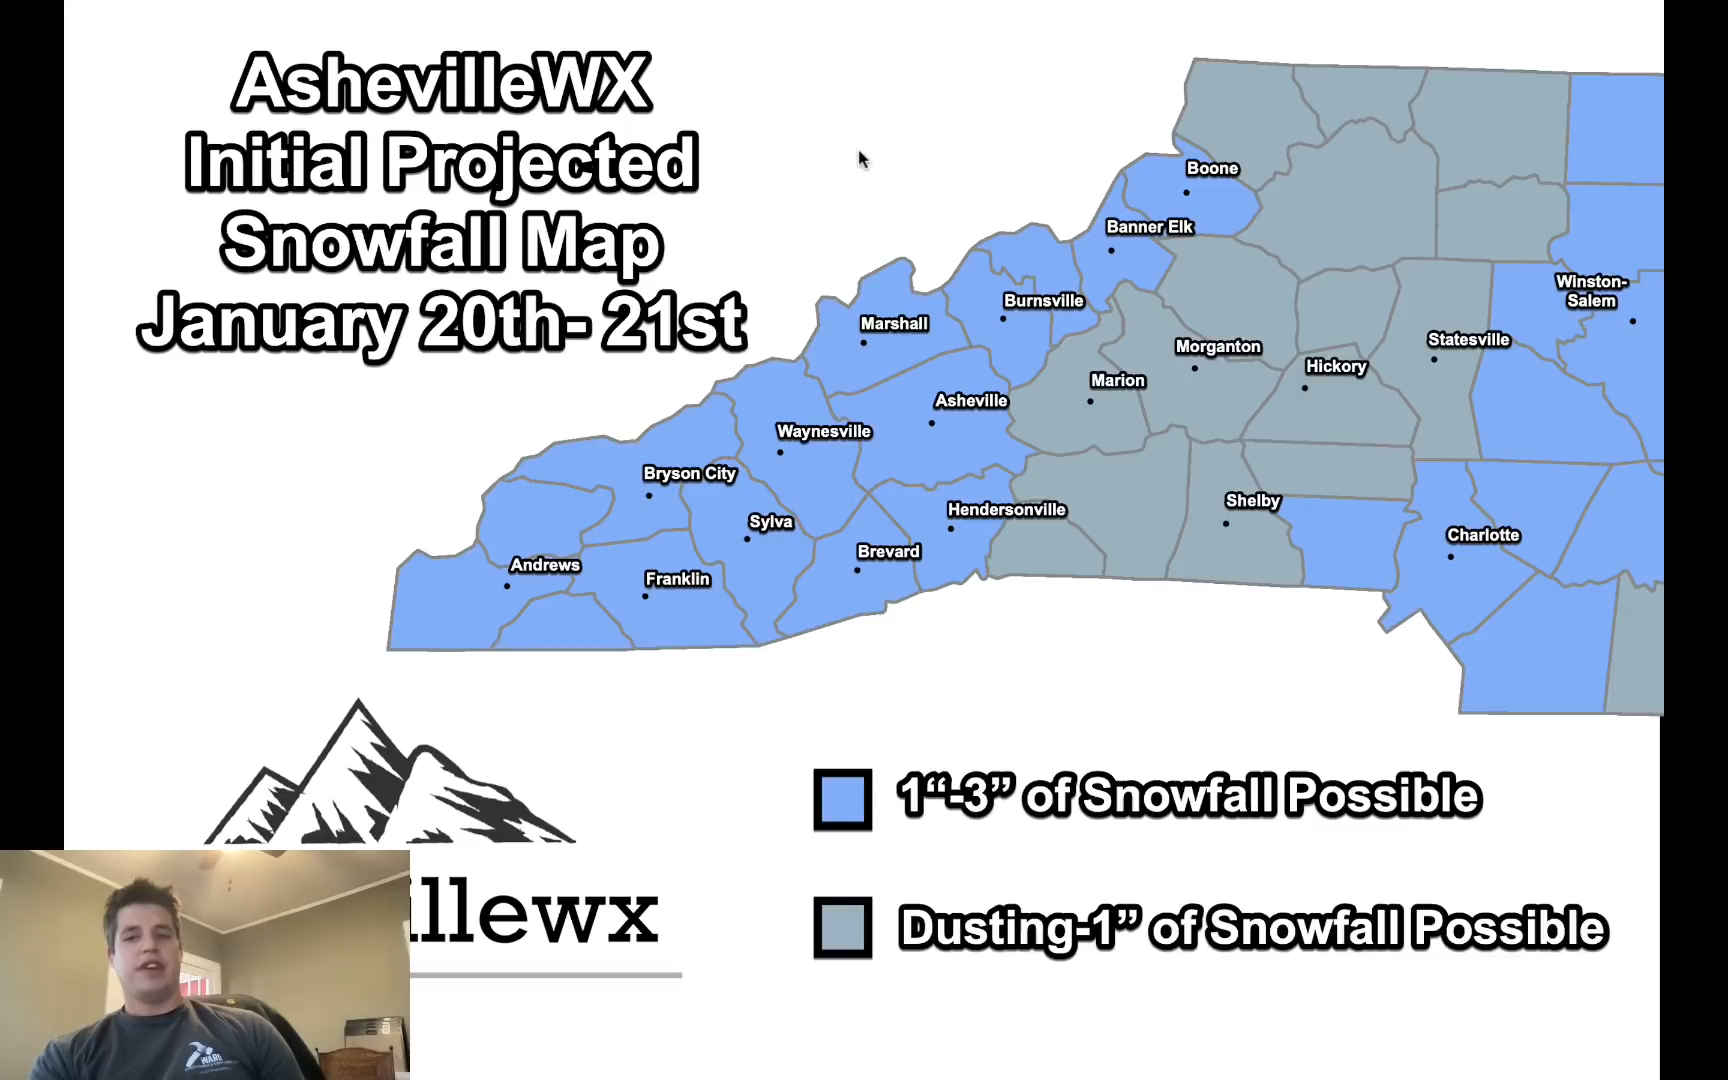 AshevilleWX
Initial Projected
Snowfall Map
January 20th- 21st
Boone
Banner Elk
Winston-
Salem
Burnsville
Marshall
Statesville
Morganton
Hickory
Marion
Asheville
Waynesville
Bryson City
Shelby
Hendersonville
Sylva
Charlotte
Brevard
Andrews
Franklin
1“-3” of Snowfall Possible
Dusting-1” of Snowfall Possible
illewx
WARE